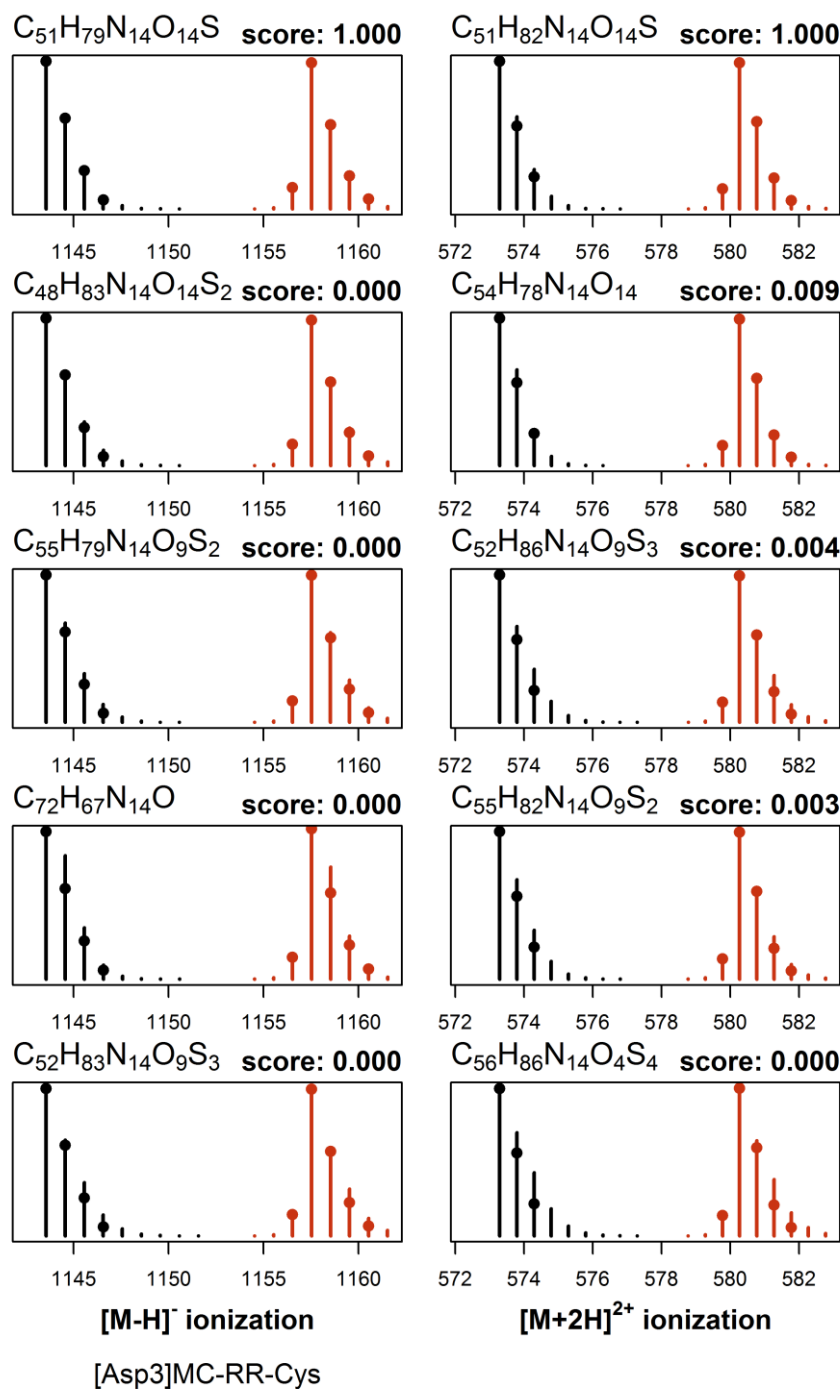 C₅₁H₇₉N₁₄O₁₄S score: 1.000 C₅₁H₈₂N₁₄O₁₄S score: 1.000
1145 1150 1155 1160 572 574 576 578 580 582
C₄₈H₈₃N₁₄O₁₄S₂ score: 0.000 C₅₄H₇₈N₁₄O₁₄ score: 0.009
1145 1150 1155 1160 572 574 576 578 580 582
C₅₅H₇₉N₁₄O₉S₂ score: 0.000 C₅₂H₈₆N₁₄O₉S₃ score: 0.004
1145 1150 1155 1160 572 574 576 578 580 582
C₇₂H₆₇N₁₄O score: 0.000 C₅₅H₈₂N₁₄O₉S₂ score: 0.003
1145 1150 1155 1160 572 574 576 578 580 582
C₅₂H₈₃N₁₄O₉S₃ score: 0.000 C₅₆H₈₆N₁₄O₄S₄ score: 0.000
1145 1150 1155 1160 572 574 576 578 580 582
[M-H]⁻ ionization [M+2H]²⁺ ionization
[Asp3]MC-RR-Cys